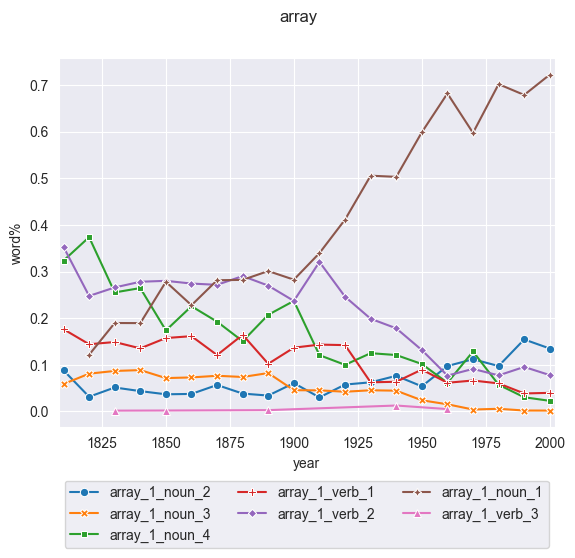 array
0.7
0.6
0.5
0.4
0.3
0.2
0.1
0.0
word%
1825 1850 1875 1900 1925 1950 1975 2000
year
array_1_noun_2 array_1_verb_1 array_1_noun_1
array_1_noun_3 array_1_verb_2 array_1_verb_3
array_1_noun_4